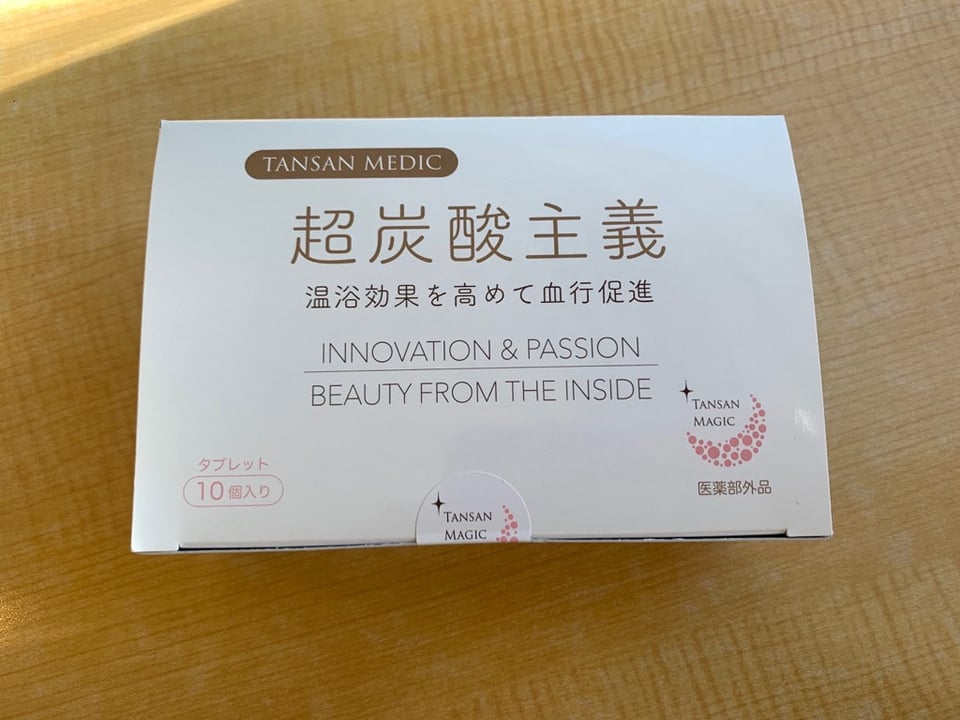 TANSAN MEDIC
超炭酸主義
温浴効果を高めて血行促進
INNOVATION & PASSION
BEAUTY FROM THE INSIDE
TANSAN
MAGIC
医薬部外品
タブレット
10個入り
TANSAN
MAGIC